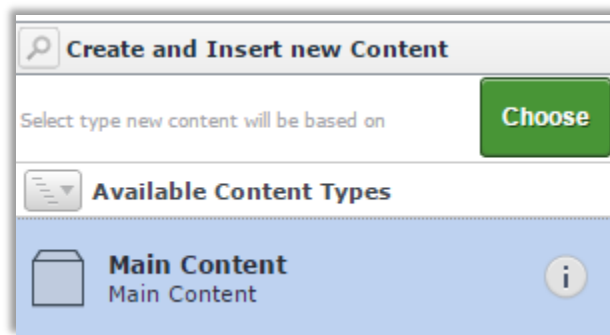 Create and Insert new Content
Select type new content will be based on
Choose
Available Content Types
Main Content
Main Content
i